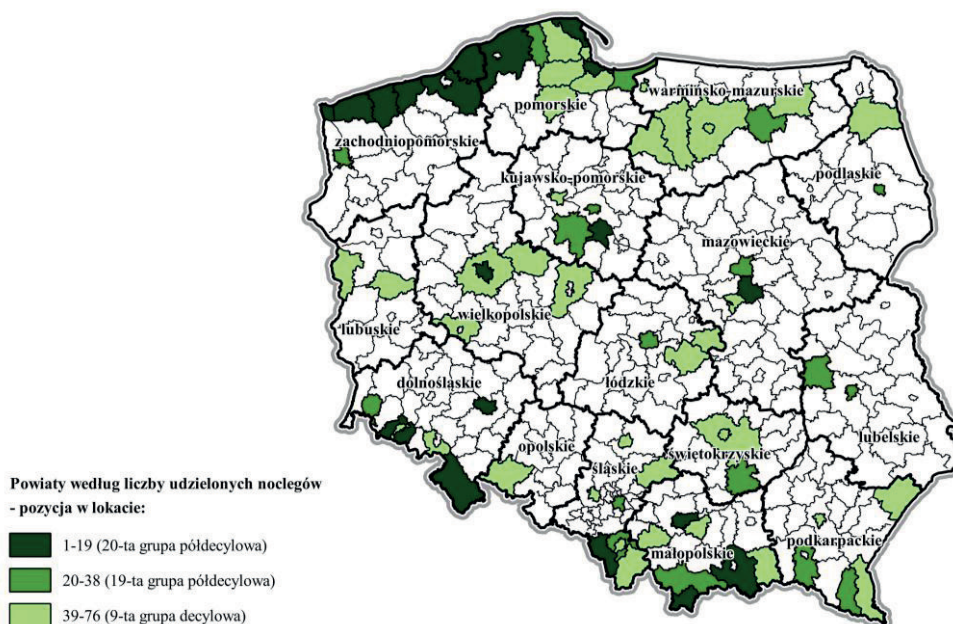 pomorskie
warmińsko-mazurskie
zachodniopomorskie
kujawsko-pomorskie
podlaskie
mazowieckie
wielkopolskie
lubuskie
dolnośląskie
łódzkie
lubelskie
opolskie
śląskie
świętokrzyskie
małopolskie
podkarpackie
Powiaty według liczby udzielonych noclegów
- pozycja w lokacie:
1-19 (20-ta grupa półdecylowa)
20-38 (19-ta grupa półdecylowa)
39-76 (9-ta grupa decylowa)